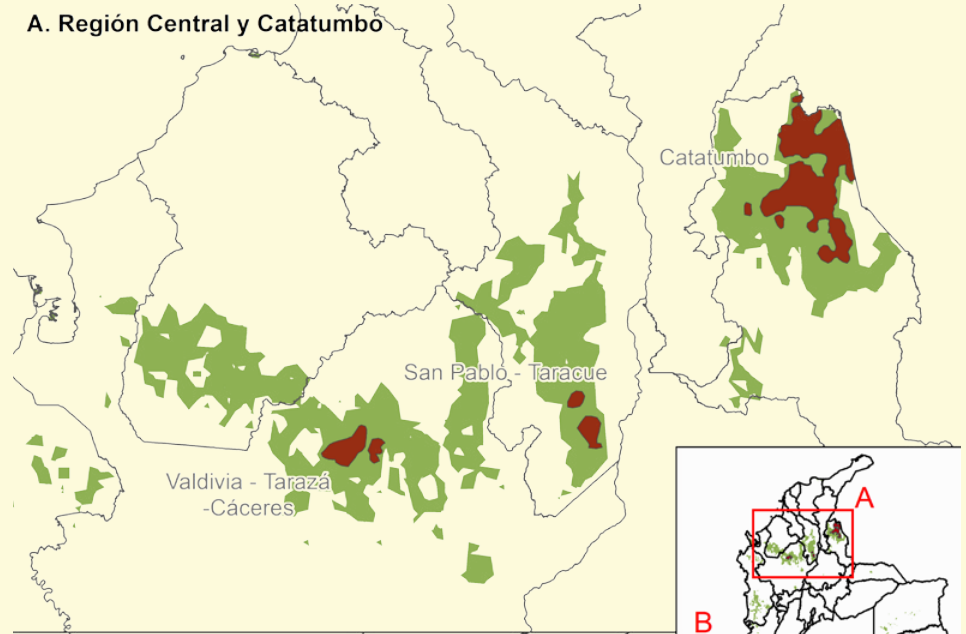 A. Región Central y Catatumbo
Catatumbo
San Pablo - Taracue
Valdivia - Tarazá
-Cáceres
A
B